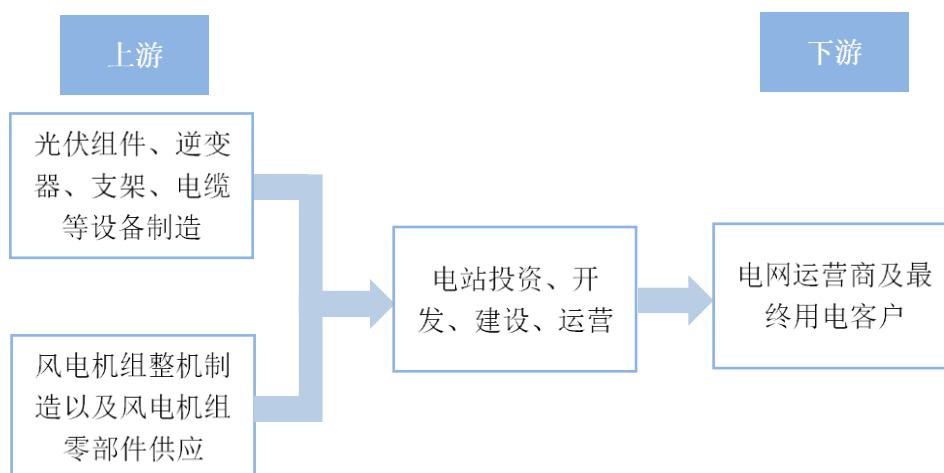 上游
下游
光伏组件、逆变
器、支架、电缆
等设备制造
电站投资、开
发、建设、运营
电网运营商及最
终用电客户
风电机组整机制
造以及风电机组
零部件供应